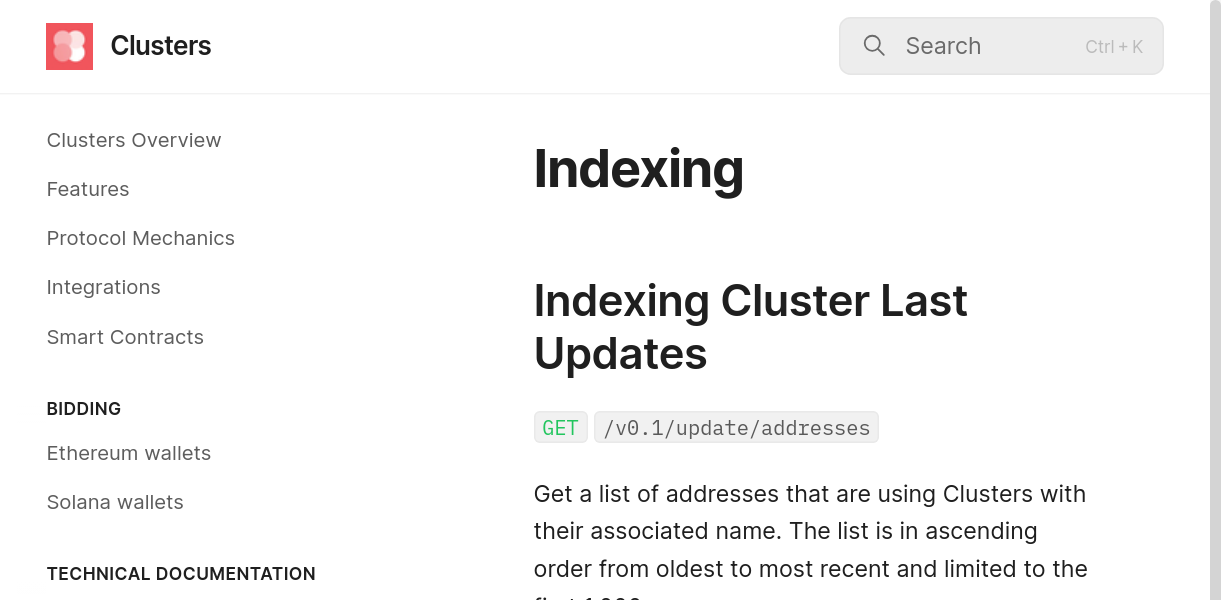 Clusters
Search
Ctrl + K
Clusters Overview
Features
Protocol Mechanics
Integrations
Smart Contracts
BIDDING
Ethereum wallets
Solana wallets
TECHNICAL DOCUMENTATION
Indexing
Indexing Cluster Last
Updates
GET /v0.1/update/addresses
Get a list of addresses that are using Clusters with
their associated name. The list is in ascending
order from oldest to most recent and limited to the